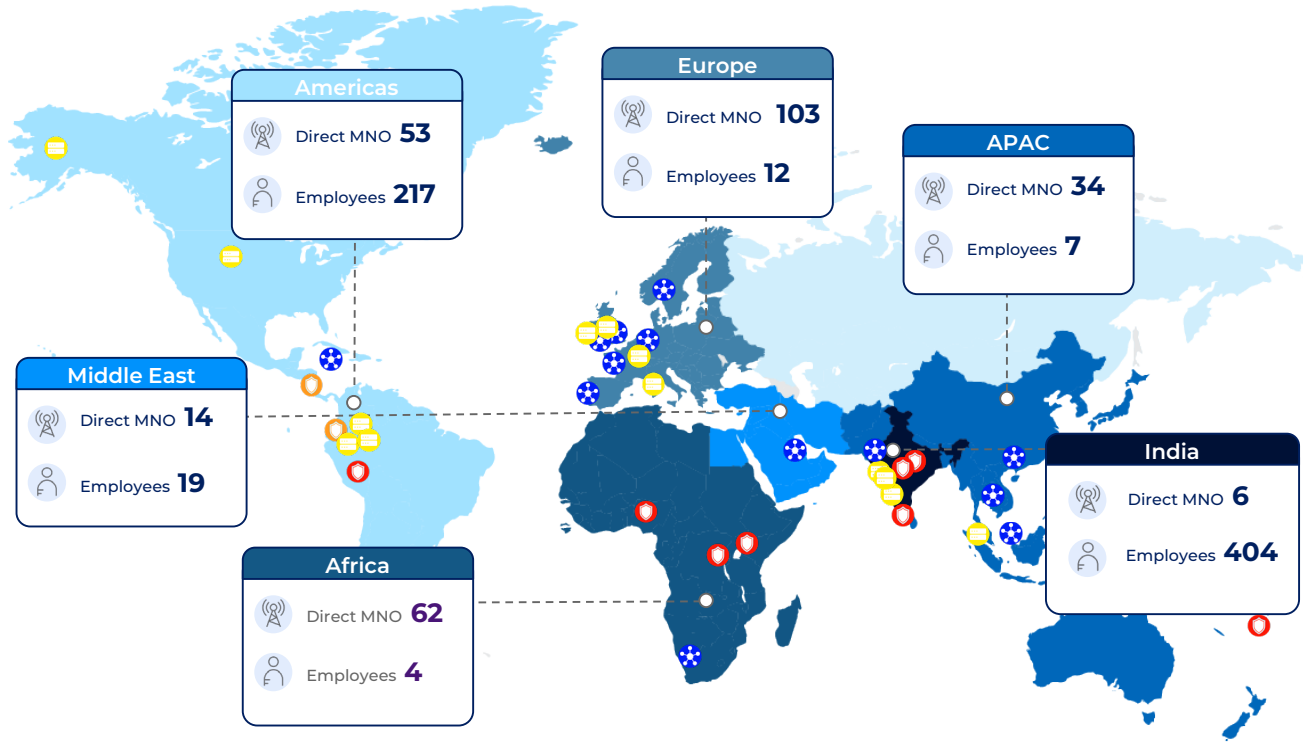 Americas
Direct MNO 53
Employees 217
Europe
Direct MNO 103
Employees 12
APAC
Direct MNO 34
Employees 7
Middle East
Direct MNO 14
Employees 19
India
Direct MNO 6
Employees 404
Africa
Direct MNO 62
Employees 4